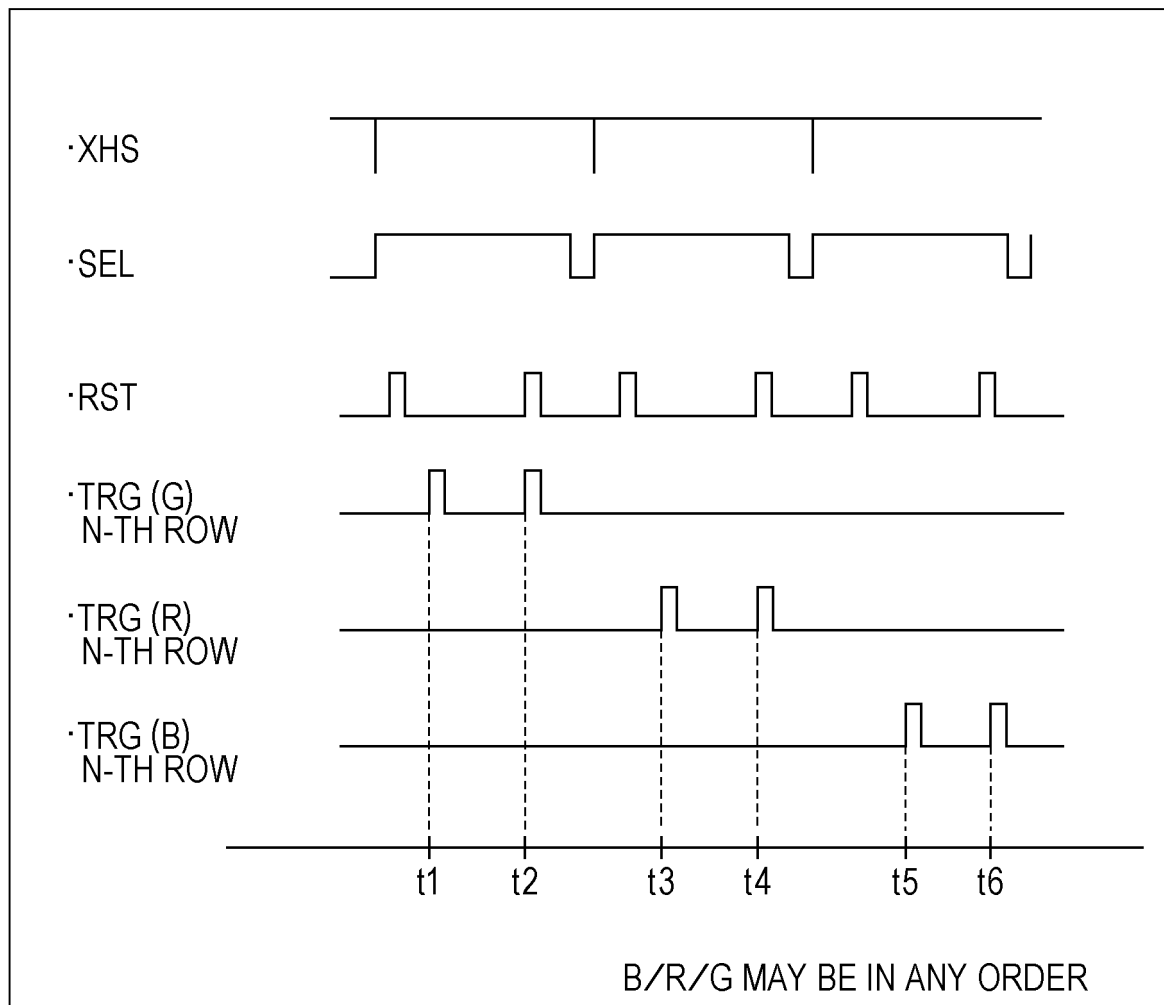 ·XHS
·SEL
·RST
·TRG (G)
N-TH ROW
·TRG (R)
N-TH ROW
·TRG (B)
N-TH ROW
t1 t2 t3 t4 t5 t6
B/R/G MAY BE IN ANY ORDER